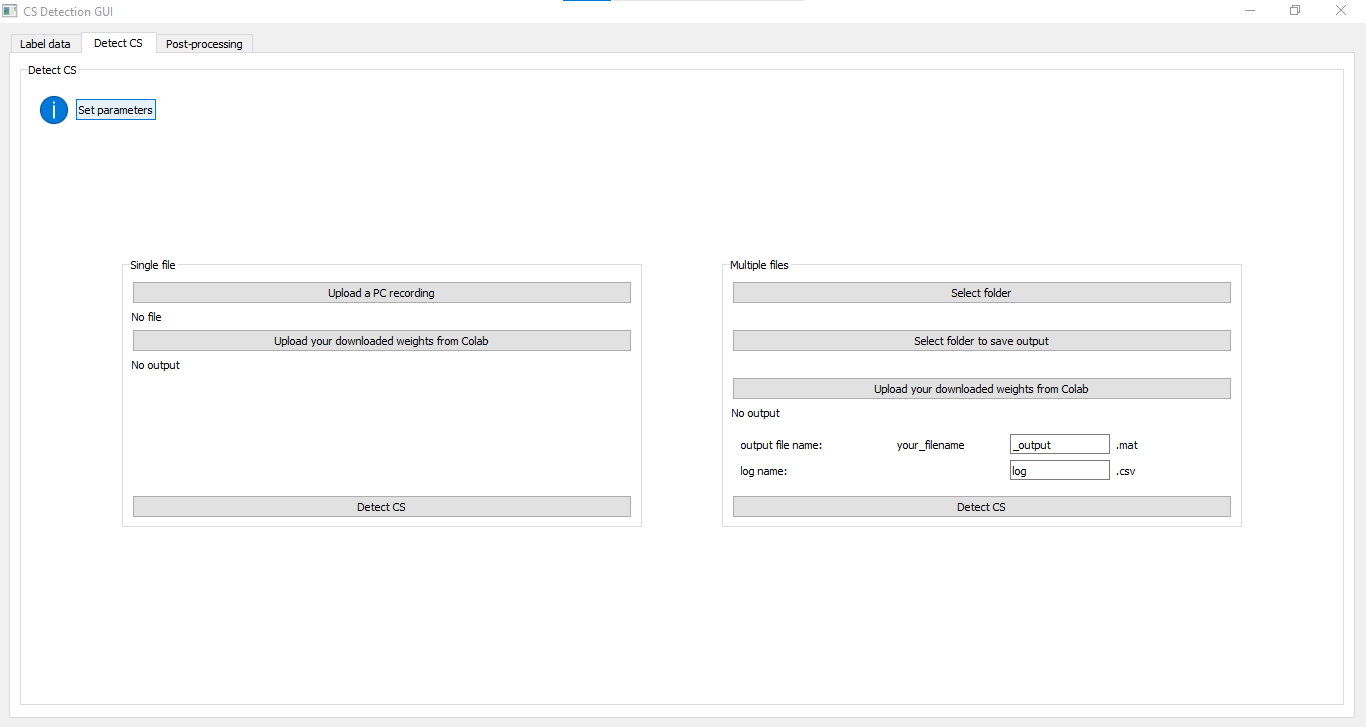 CS Detection GUI
Label data
Detect CS
Post-processing
Detect CS
i
Set parameters
Single file
Upload a PC recording
No file
Upload your downloaded weights from Colab
No output
Detect CS
Multiple files
Select folder
Select folder to save output
Upload your downloaded weights from Colab
No output
output file name: your_filename _output .mat
log name: log .csv
Detect CS